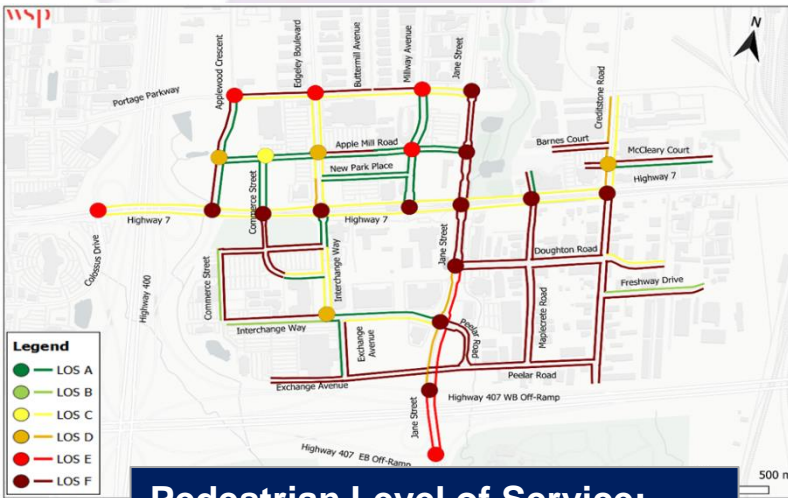 wsp
N
Applewood Crescent
Edgeley Boulevard
Buttermill Avenue
Millway Avenue
Jane Street
Creditstone Road
Portage Parkway
Apple Mill Road
Barnes Court
McCleary Court
New Park Place
Highway 7
Commerce Street
Highway 7
Highway 7
Colossus Drive
Highway 400
Commerce Street
Interchange Way
Jane Street
Doughton Road
Freshway Drive
Interchange Way
Exchange Avenue
Peelar Road
Maplecrete Road
Exchange Avenue
Peelar Road
Highway 407 WB Off-Ramp
Jane Street
Highway 407 EB Off-Ramp
Legend
LOS A
LOS B
LOS C
LOS D
LOS E
LOS F
500 m
Pedestrian Level of Service: